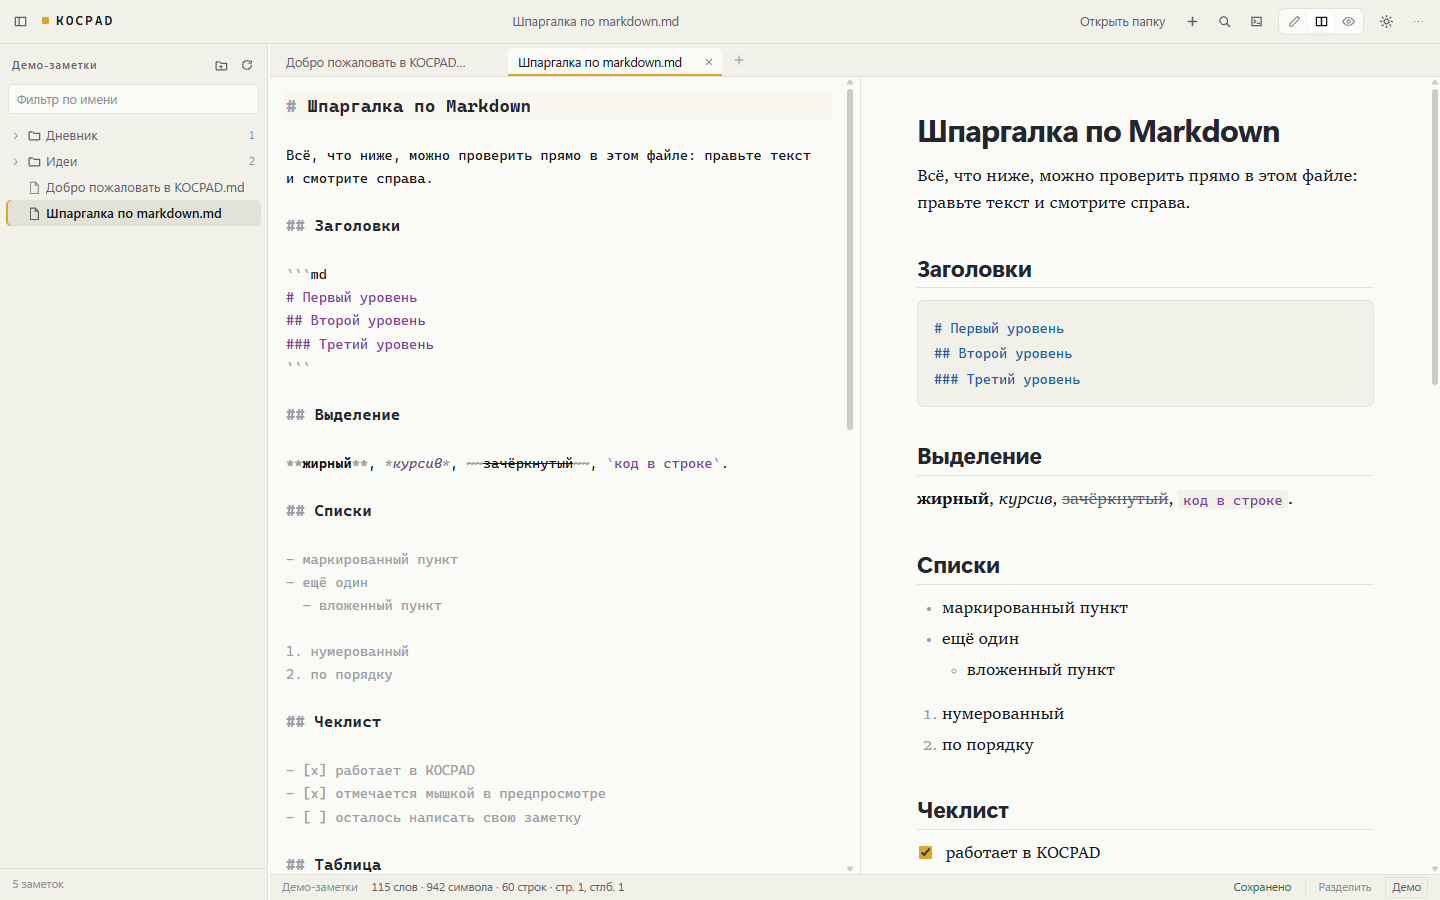 КОСРAD
Шпаргалка по markdown.md
Открыть папку
Демо-заметки
Фильтр по имени
Дневник 1
Идеи 2
Добро пожаловать в КОСРAD.md
Шпаргалка по markdown.md
5 заметок
Добро пожаловать в КОСРAD...
Шпаргалка по markdown.md
# Шпаргалка по Markdown
Всё, что ниже, можно проверить прямо в этом файле: правьте текст
и смотрите справа.
## Заголовки
```md
# Первый уровень
## Второй уровень
### Третий уровень
```
## Выделение
**жирный**, *курсив*, ~~зачёркнутый~~, `код в строке`.
## Списки
- маркированный пункт
- ещё один
  - вложенный пункт
1. нумерованный
2. по порядку
## Чеклист
- [x] работает в КОСРAD
- [x] отмечается мышкой в предпросмотре
- [ ] осталось написать свою заметку
## Таблица
Шпаргалка по Markdown
Всё, что ниже, можно проверить прямо в этом файле:
правьте текст и смотрите справа.
Заголовки
# Первый уровень
## Второй уровень
### Третий уровень
Выделение
жирный, курсив, зачёркнутый, код в строке.
Списки
• маркированный пункт
• ещё один
◦ вложенный пункт
1. нумерованный
2. по порядку
Чеклист
работает в КОСРAD
Демо-заметки 115 слов · 942 символа · 60 строк · стр. 1, стлб. 1
Сохранено Разделить Демо